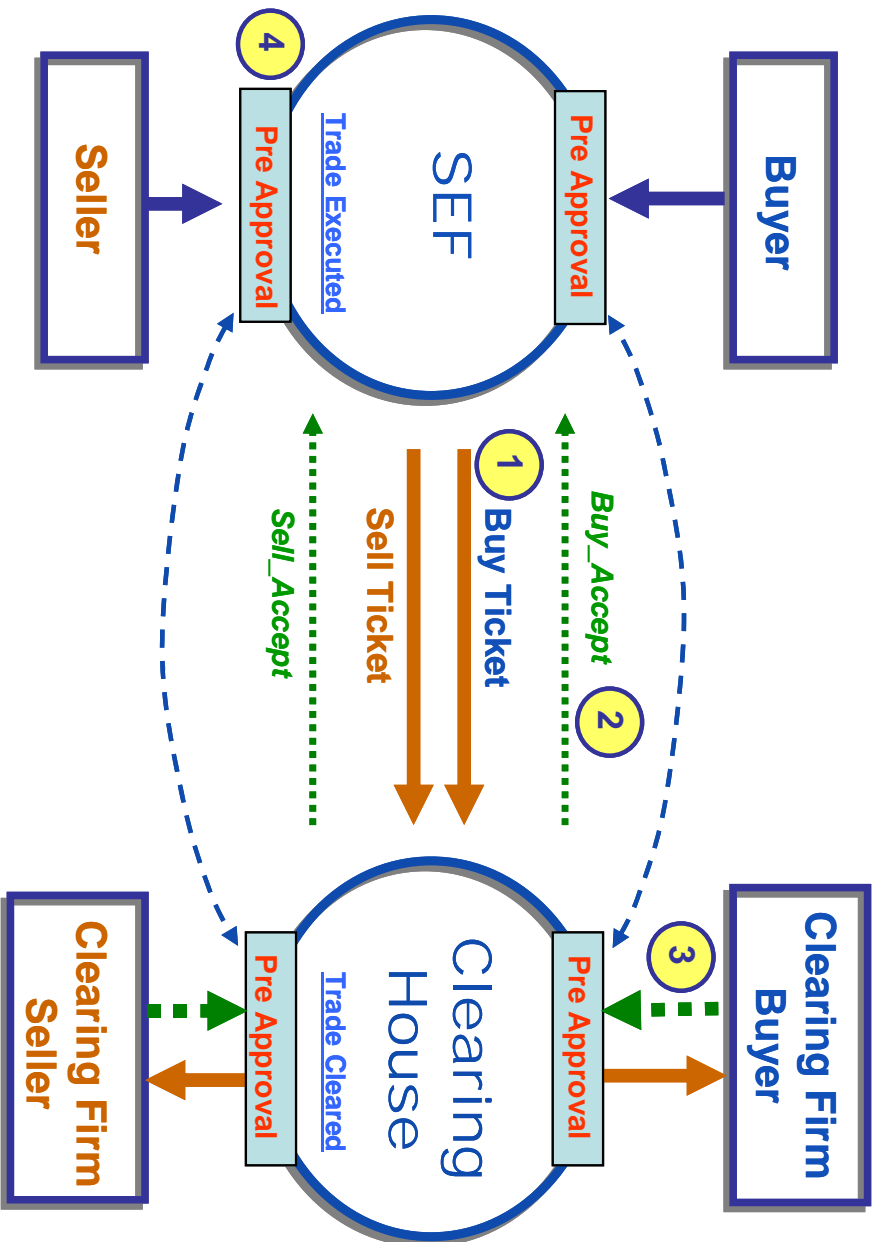 Buyer
Clearing Firm
Buyer
3
2
Pre Approval
Buy_Accept
Pre Approval
1
Buy Ticket
SEF
Clearing
House
Sell Ticket
Trade Executed
Trade Cleared
Sell_Accept
4
Pre Approval
Pre Approval
Seller
Clearing Firm
Seller